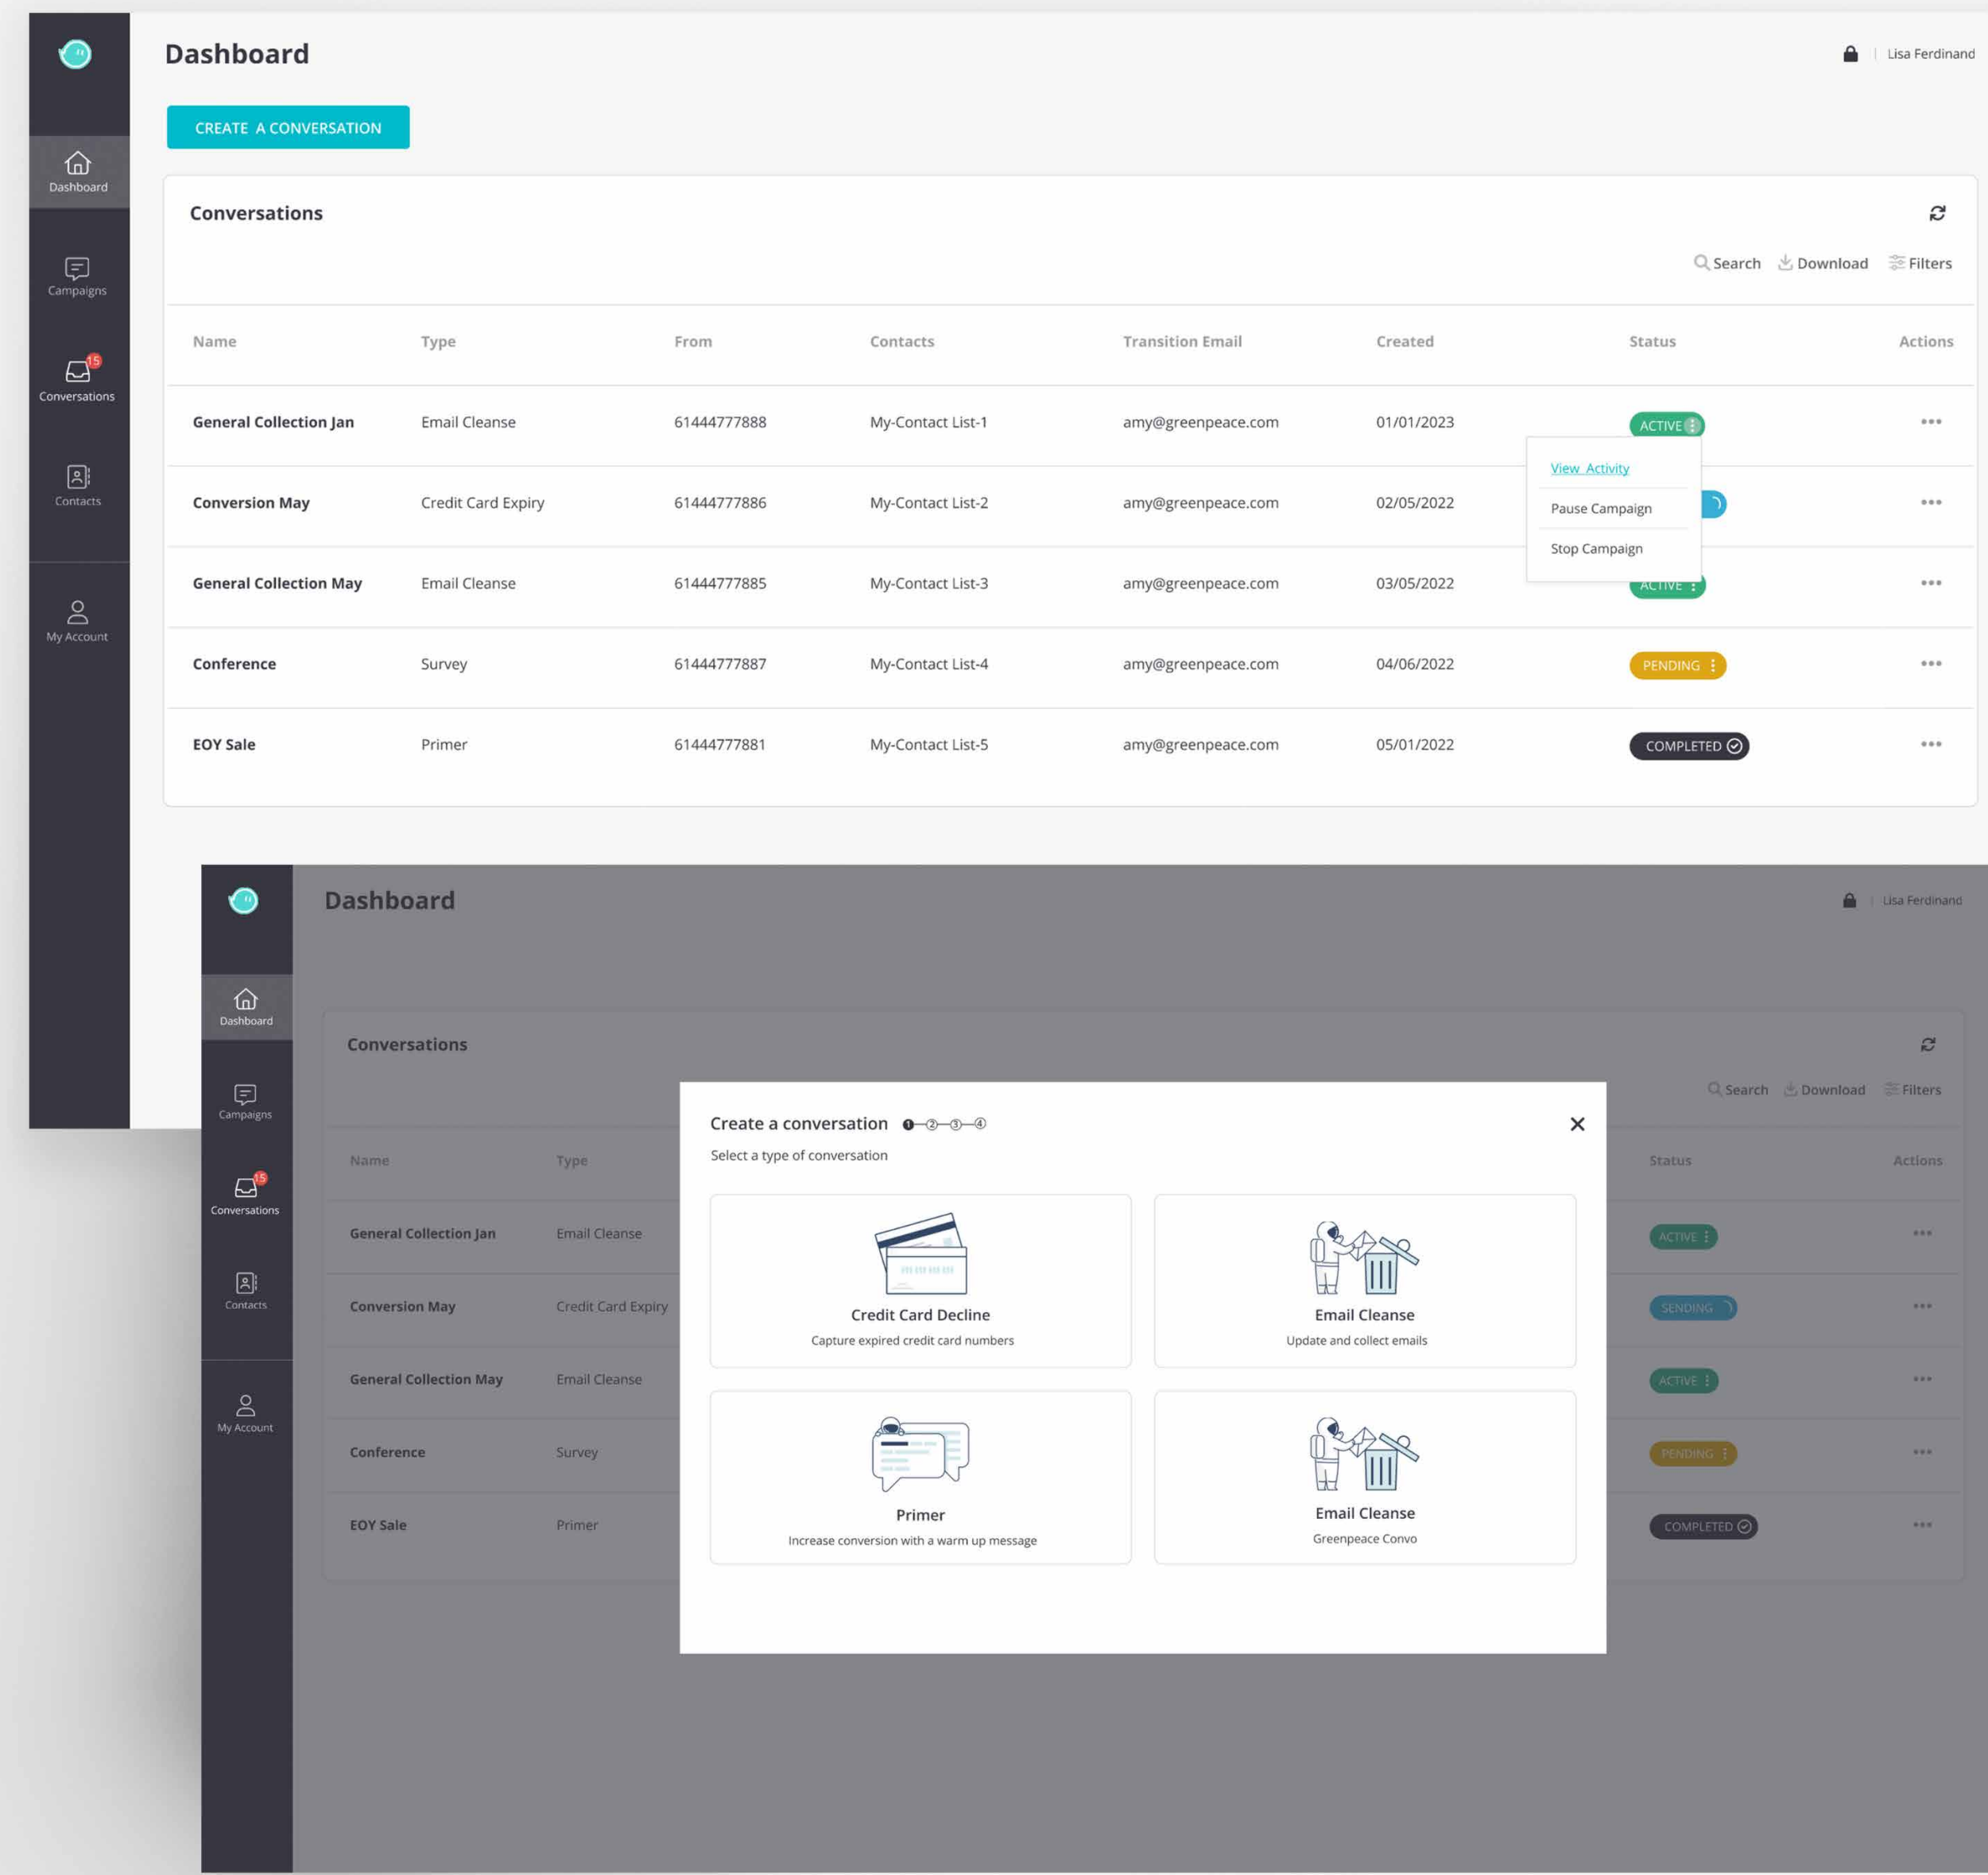 Dashboard
Lisa Ferdinand
CREATE A CONVERSATION
Dashboard
Campaigns
15
Conversations
Contacts
My Account
Conversations
Search Download Filters
Name Type From Contacts Transition Email Created Status Actions
General Collection Jan Email Cleanse 61444777888 My-Contact List-1 amy@greenpeace.com 01/01/2023 ACTIVE
View Activity
Conversion May Credit Card Expiry 61444777886 My-Contact List-2 amy@greenpeace.com 02/05/2022
Pause Campaign
Stop Campaign
General Collection May Email Cleanse 61444777885 My-Contact List-3 amy@greenpeace.com 03/05/2022 ACTIVE
Conference Survey 61444777887 My-Contact List-4 amy@greenpeace.com 04/06/2022 PENDING
EOY Sale Primer 61444777881 My-Contact List-5 amy@greenpeace.com 05/01/2022 COMPLETED
Dashboard
Lisa Ferdinand
Dashboard
Campaigns
15
Conversations
Contacts
My Account
Conversations
Search Download Filters
Name Type Status Actions
General Collection Jan Email Cleanse ACTIVE
Conversion May Credit Card Expiry SENDING
General Collection May Email Cleanse ACTIVE
Conference Survey PENDING
EOY Sale Primer COMPLETED
Create a conversation 1 2 3 4
Select a type of conversation
Credit Card Decline
Capture expired credit card numbers
Email Cleanse
Update and collect emails
Primer
Increase conversion with a warm up message
Email Cleanse
Greenpeace Convo